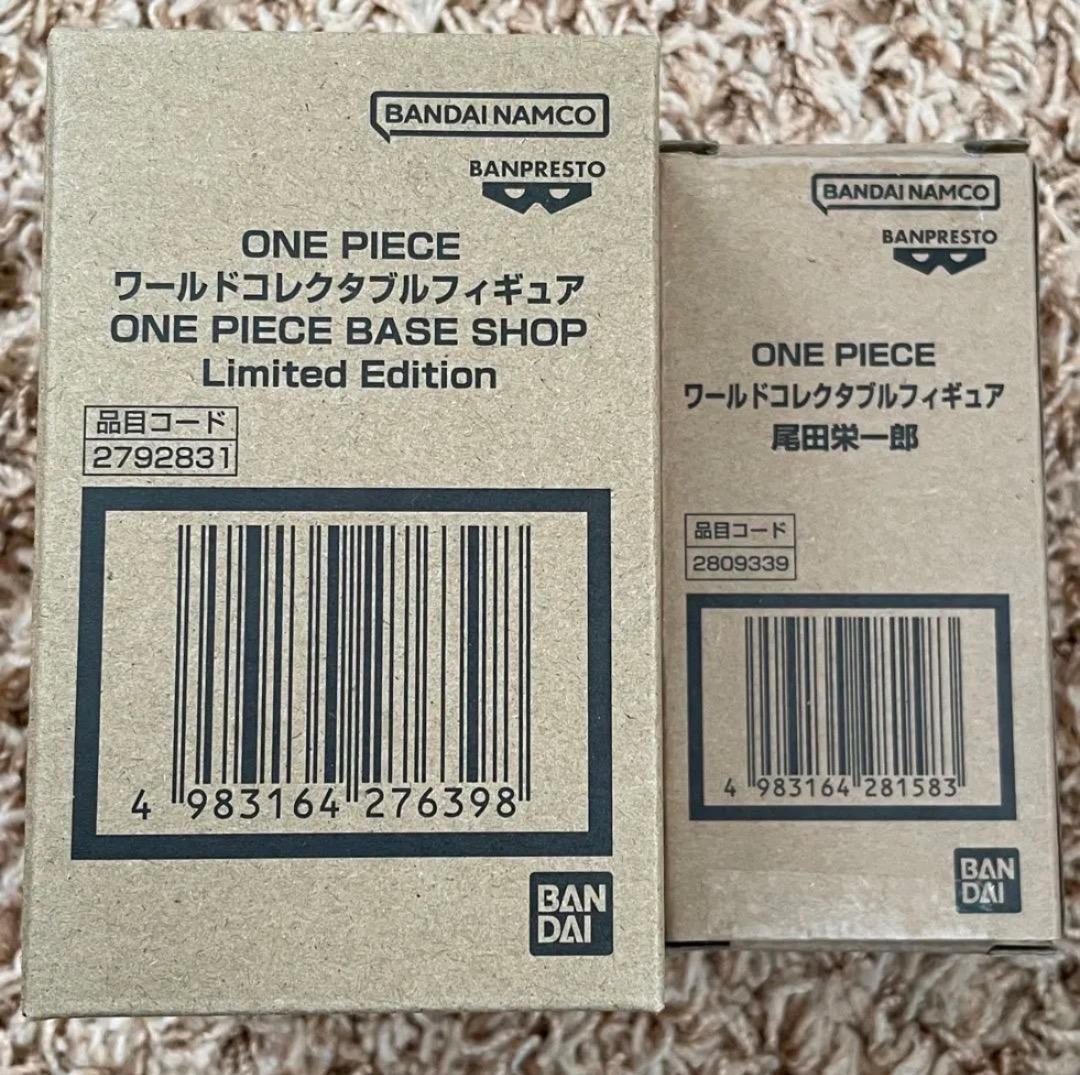 BANDAI NAMCO
BANPRESTO
ONE PIECE
ワールドコレクタブルフィギュア
ONE PIECE BASE SHOP
Limited Edition
品目コード
2792831
4 983164 276398
BAN
DAI
BANDAI NAMCO
BANPRESTO
ONE PIECE
ワールドコレクタブルフィギュア
尾田栄一郎
品目コード
2809339
4 983164 281583
BAN
DAI